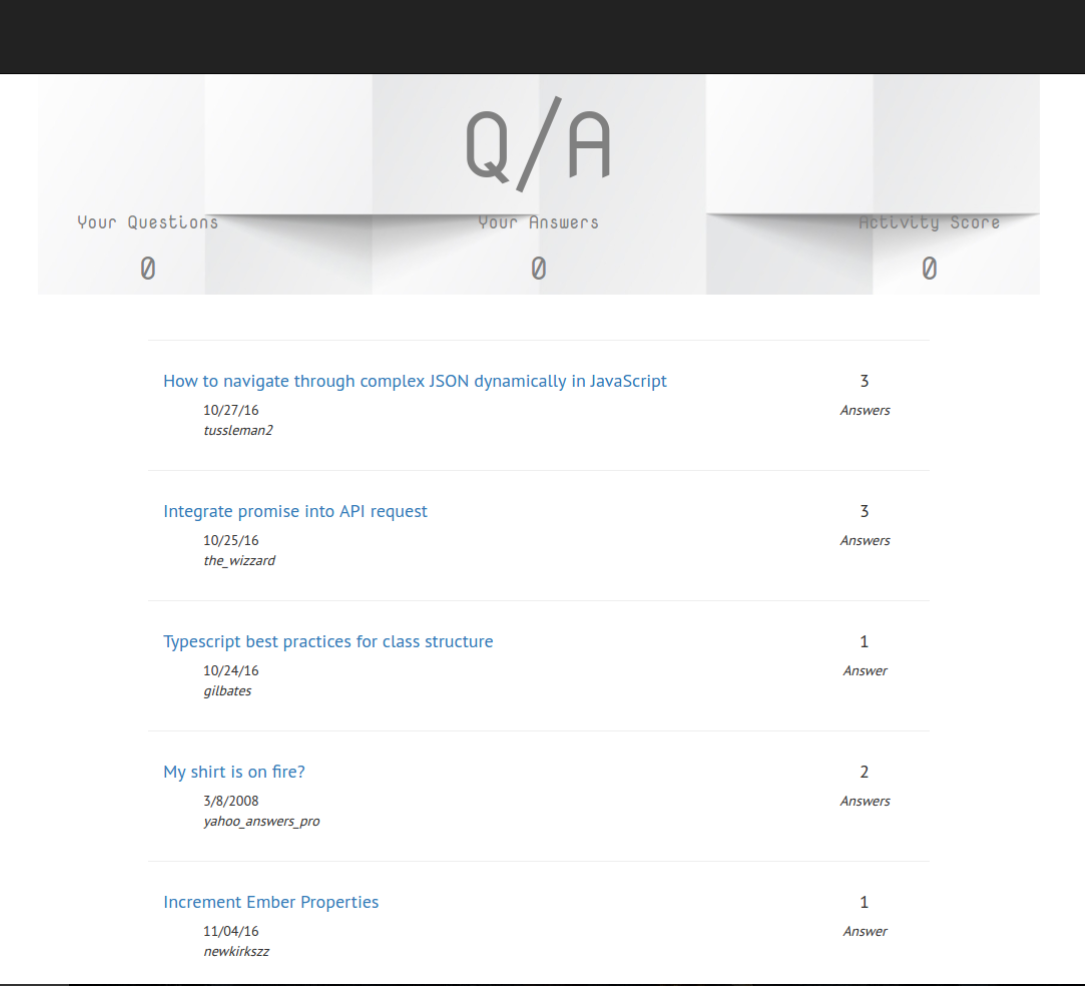 Q/A
Your Questions Your Answers Activity Score
0 0 0
How to navigate through complex JSON dynamically in JavaScript 3
10/27/16 Answers
tussleman2
Integrate promise into API request 3
10/25/16 Answers
the_wizzard
Typescript best practices for class structure 1
10/24/16 Answer
gilbates
My shirt is on fire? 2
3/8/2008 Answers
yahoo_answers_pro
Increment Ember Properties 1
11/04/16 Answer
newkirkszz